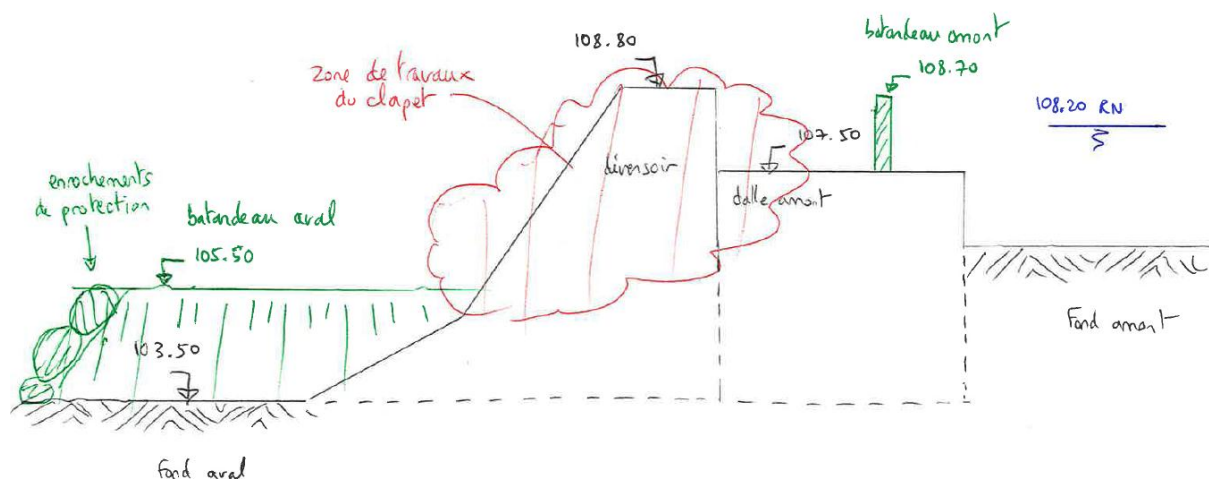 108.80
batardeau amont
108.70
zone de travaux
du clapet
108.20 RN
107.50
déversoir
dalle amont
enrochements
de protection
batardeau aval
105.50
103.50
Fond amont
Fond aval